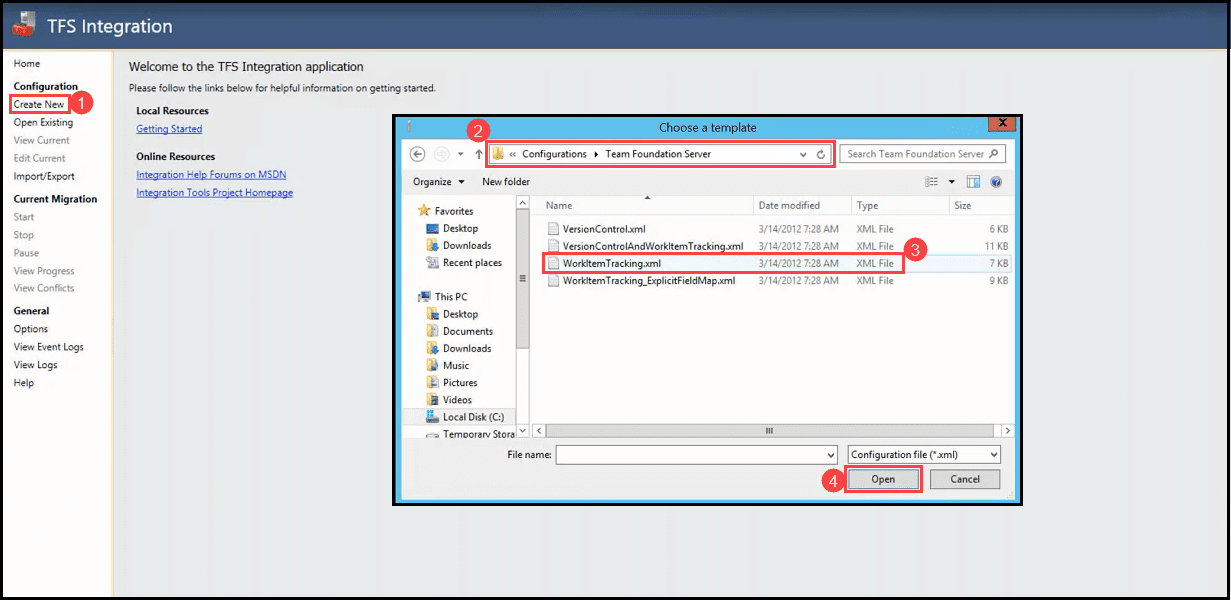 TFS Integration
Home
Configuration
Create New
1
Open Existing
View Current
Edit Current
Import/Export
Current Migration
Start
Stop
Pause
View Progress
View Conflicts
General
Options
View Event Logs
View Logs
Help
Welcome to the TFS Integration application
Please follow the links below for helpful information on getting started.
Local Resources
Getting Started
Online Resources
Integration Help Forums on MSDN
Integration Tools Project Homepage
Choose a template
X
2
« Configurations Team Foundation Server
Search Team Foundation Server
Organize New folder
Favorites
Desktop
Downloads
Recent places
This PC
Desktop
Documents
Downloads
Music
Pictures
Videos
Local Disk (C:)
Temporary Stora
Name Date modified Type Size
VersionControl.xml 3/14/2012 7:28 AM XML File 6 KB
VersionControlAndWorkItemTracking.xml 3/14/2012 7:28 AM XML File 11 KB
WorkItemTracking.xml 3/14/2012 7:28 AM XML File 7 KB
3
WorkItemTracking_ExplicitFieldMap.xml 3/14/2012 7:28 AM XML File 9 KB
File name: Configuration file (*.xml)
4
Open Cancel